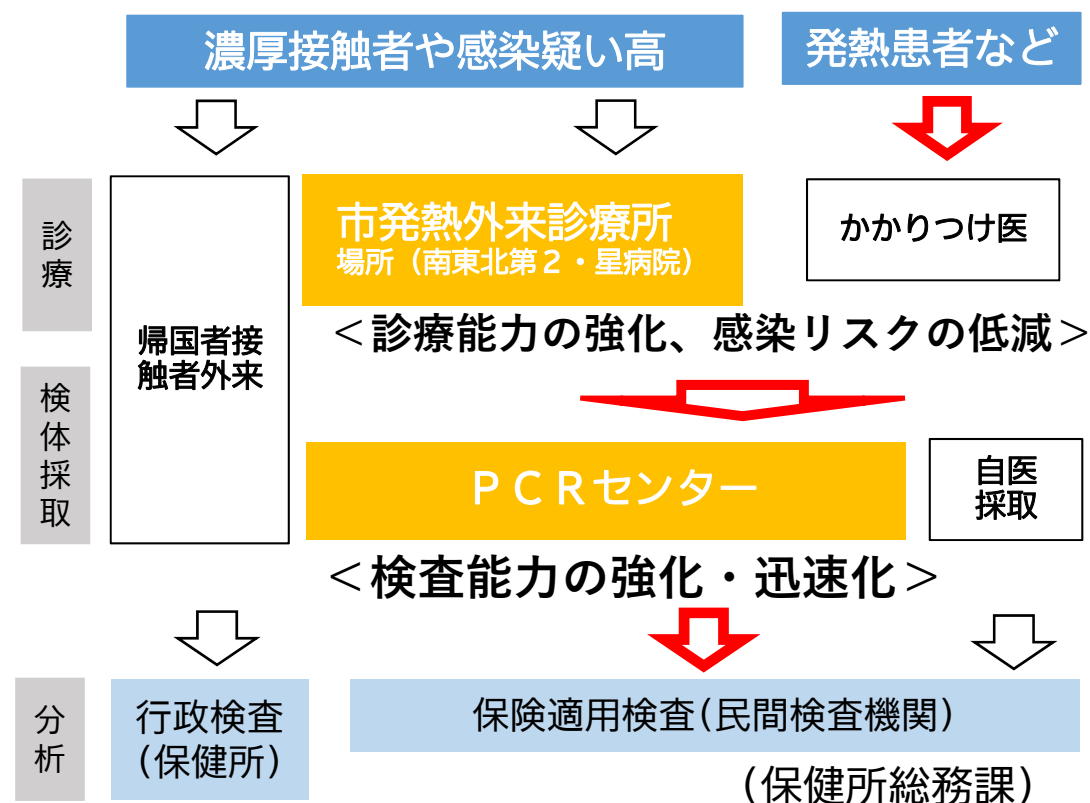 濃厚接触者や感染疑い高
発熱患者など
診
療
市発熱外来診療所
場所（南東北第２・星病院）
かかりつけ医
帰国者接
触者外来
＜診療能力の強化、感染リスクの低減＞
検
体
採
取
ＰＣＲセンター
自医
採取
＜検査能力の強化・迅速化＞
分
析
行政検査
(保健所)
保険適用検査(民間検査機関)
(保健所総務課)